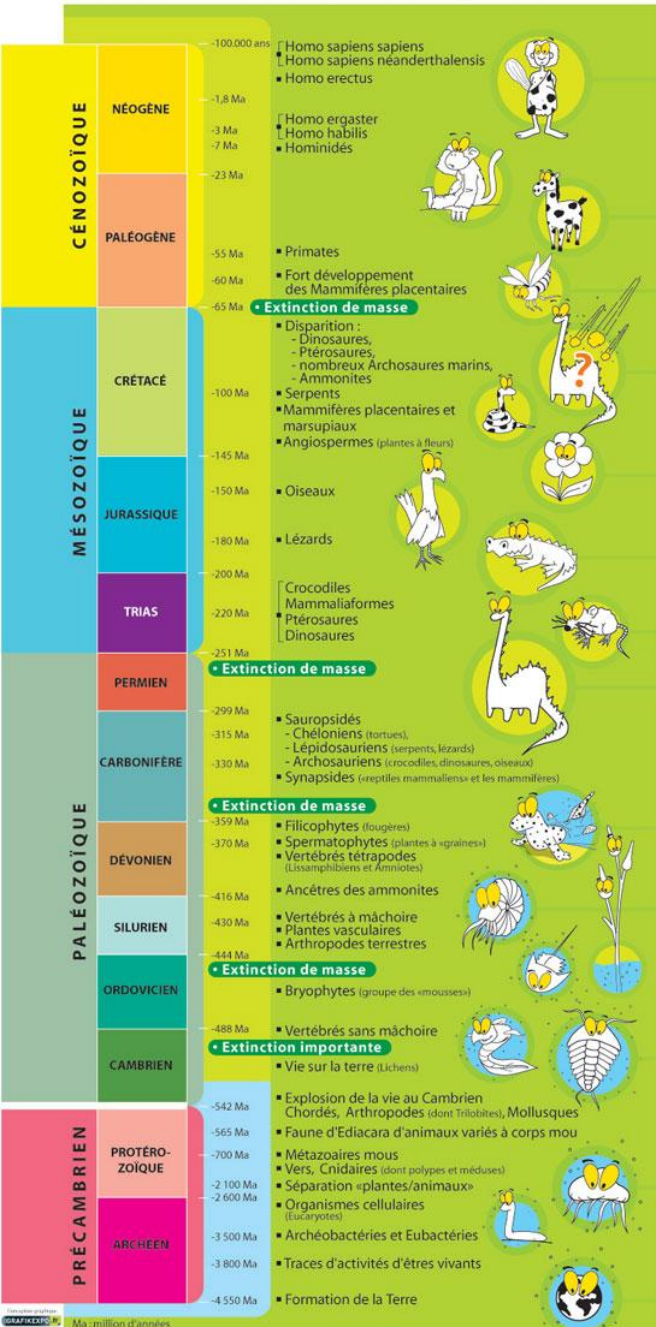 CÉNOZOÏQUE
NÉOGÈNE
PALÉOGÈNE
-100.000 ans
Homo sapiens sapiens
Homo sapiens néanderthalensis
▪ Homo erectus
-1,8 Ma
Homo ergaster
Homo habilis
-3 Ma
-7 Ma
▪ Hominidés
-23 Ma
-55 Ma
▪ Primates
-60 Ma
▪ Fort développement
des Mammifères placentaires
-65 Ma
• Extinction de masse
MÉSOZOÏQUE
CRÉTACÉ
JURASSIQUE
TRIAS
▪ Disparition :
- Dinosaures,
- Ptérosaures,
- nombreux Archosaures marins,
- Ammonites
?
-100 Ma
▪ Serpents
▪ Mammifères placentaires et
marsupiaux
▪ Angiospermes (plantes à fleurs)
-145 Ma
-150 Ma
▪ Oiseaux
-180 Ma
▪ Lézards
-200 Ma
Crocodiles
Mammaliaformes
-220 Ma
Ptérosaures
Dinosaures
-251 Ma
• Extinction de masse
PALÉOZOÏQUE
PERMIEN
CARBONIFÈRE
DÉVONIEN
SILURIEN
ORDOVICIEN
CAMBRIEN
-299 Ma
▪ Sauropsidés
-315 Ma
- Chéloniens (tortues),
- Lépidosauriens (serpents, lézards)
-330 Ma
- Archosauriens (crocodiles, dinosaures, oiseaux)
▪ Synapsides («reptiles mammaliens» et les mammifères)
• Extinction de masse
-359 Ma
▪ Filicophytes (fougères)
-370 Ma
▪ Spermatophytes (plantes à «graines»)
▪ Vertébrés tétrapodes
(Lissamphibiens et Amniotes)
-416 Ma
▪ Ancêtres des ammonites
-430 Ma
▪ Vertébrés à mâchoire
▪ Plantes vasculaires
▪ Arthropodes terrestres
-444 Ma
• Extinction de masse
▪ Bryophytes (groupe des «mousses»)
-488 Ma
▪ Vertébrés sans mâchoire
• Extinction importante
▪ Vie sur la terre (Lichens)
-542 Ma
▪ Explosion de la vie au Cambrien
Chordés, Arthropodes (dont Trilobites), Mollusques
PRÉCAMBRIEN
PROTÉRO-
ZOÏQUE
ARCHÉEN
-565 Ma
▪ Faune d'Ediacara d'animaux variés à corps mou
-700 Ma
▪ Métazoaires mous
▪ Vers, Cnidaires (dont polypes et méduses)
-2 100 Ma
▪ Séparation «plantes/animaux»
-2 600 Ma
▪ Organismes cellulaires
(Eucaryotes)
-3 500 Ma
▪ Archéobactéries et Eubactéries
-3 800 Ma
▪ Traces d'activités d'êtres vivants
-4 550 Ma
▪ Formation de la Terre
Conception graphique
GRAFIKEXPO.fr
Ma : million d'années